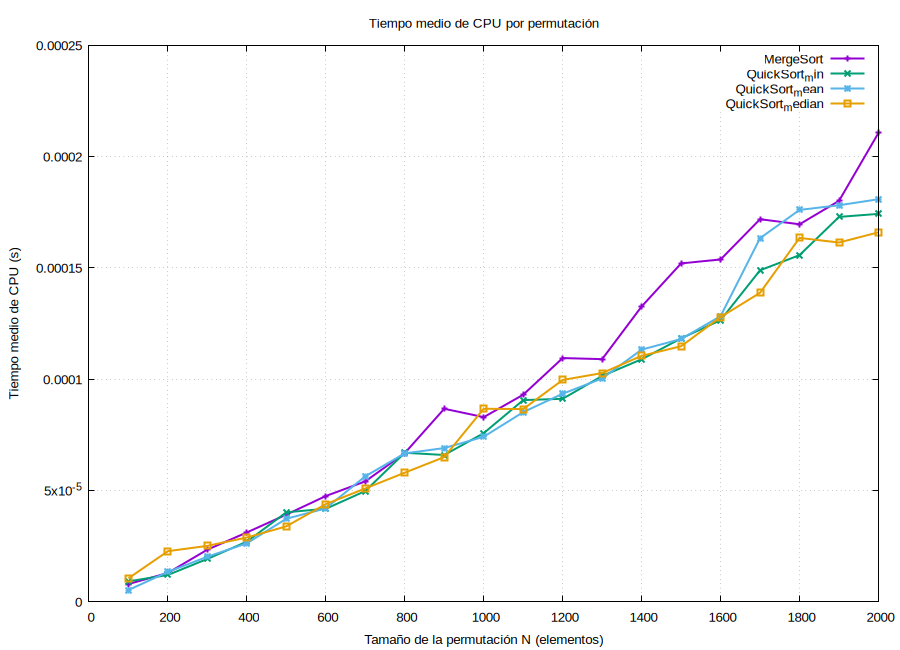 Tiempo medio de CPU por permutación
0.00025
0.0002
0.00015
0.0001
5x10-5
0
MergeSort
QuickSortmin
QuickSortmean
QuickSortmedian
Tiempo medio de CPU (s)
0 200 400 600 800 1000 1200 1400 1600 1800 2000
Tamaño de la permutación N (elementos)